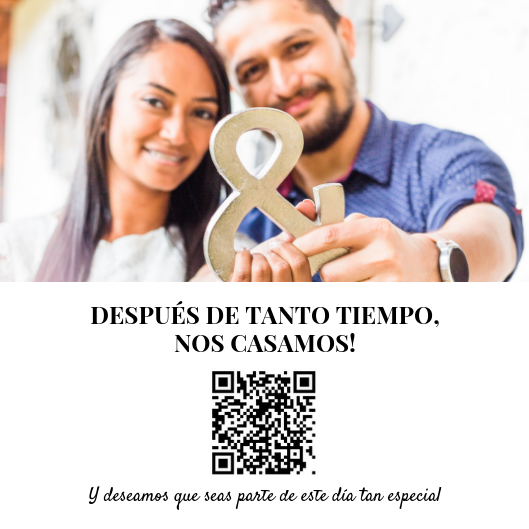 DESPUÉS DE TANTO TIEMPO,
NOS CASAMOS!
Y deseamos que seas parte de este día tan especial